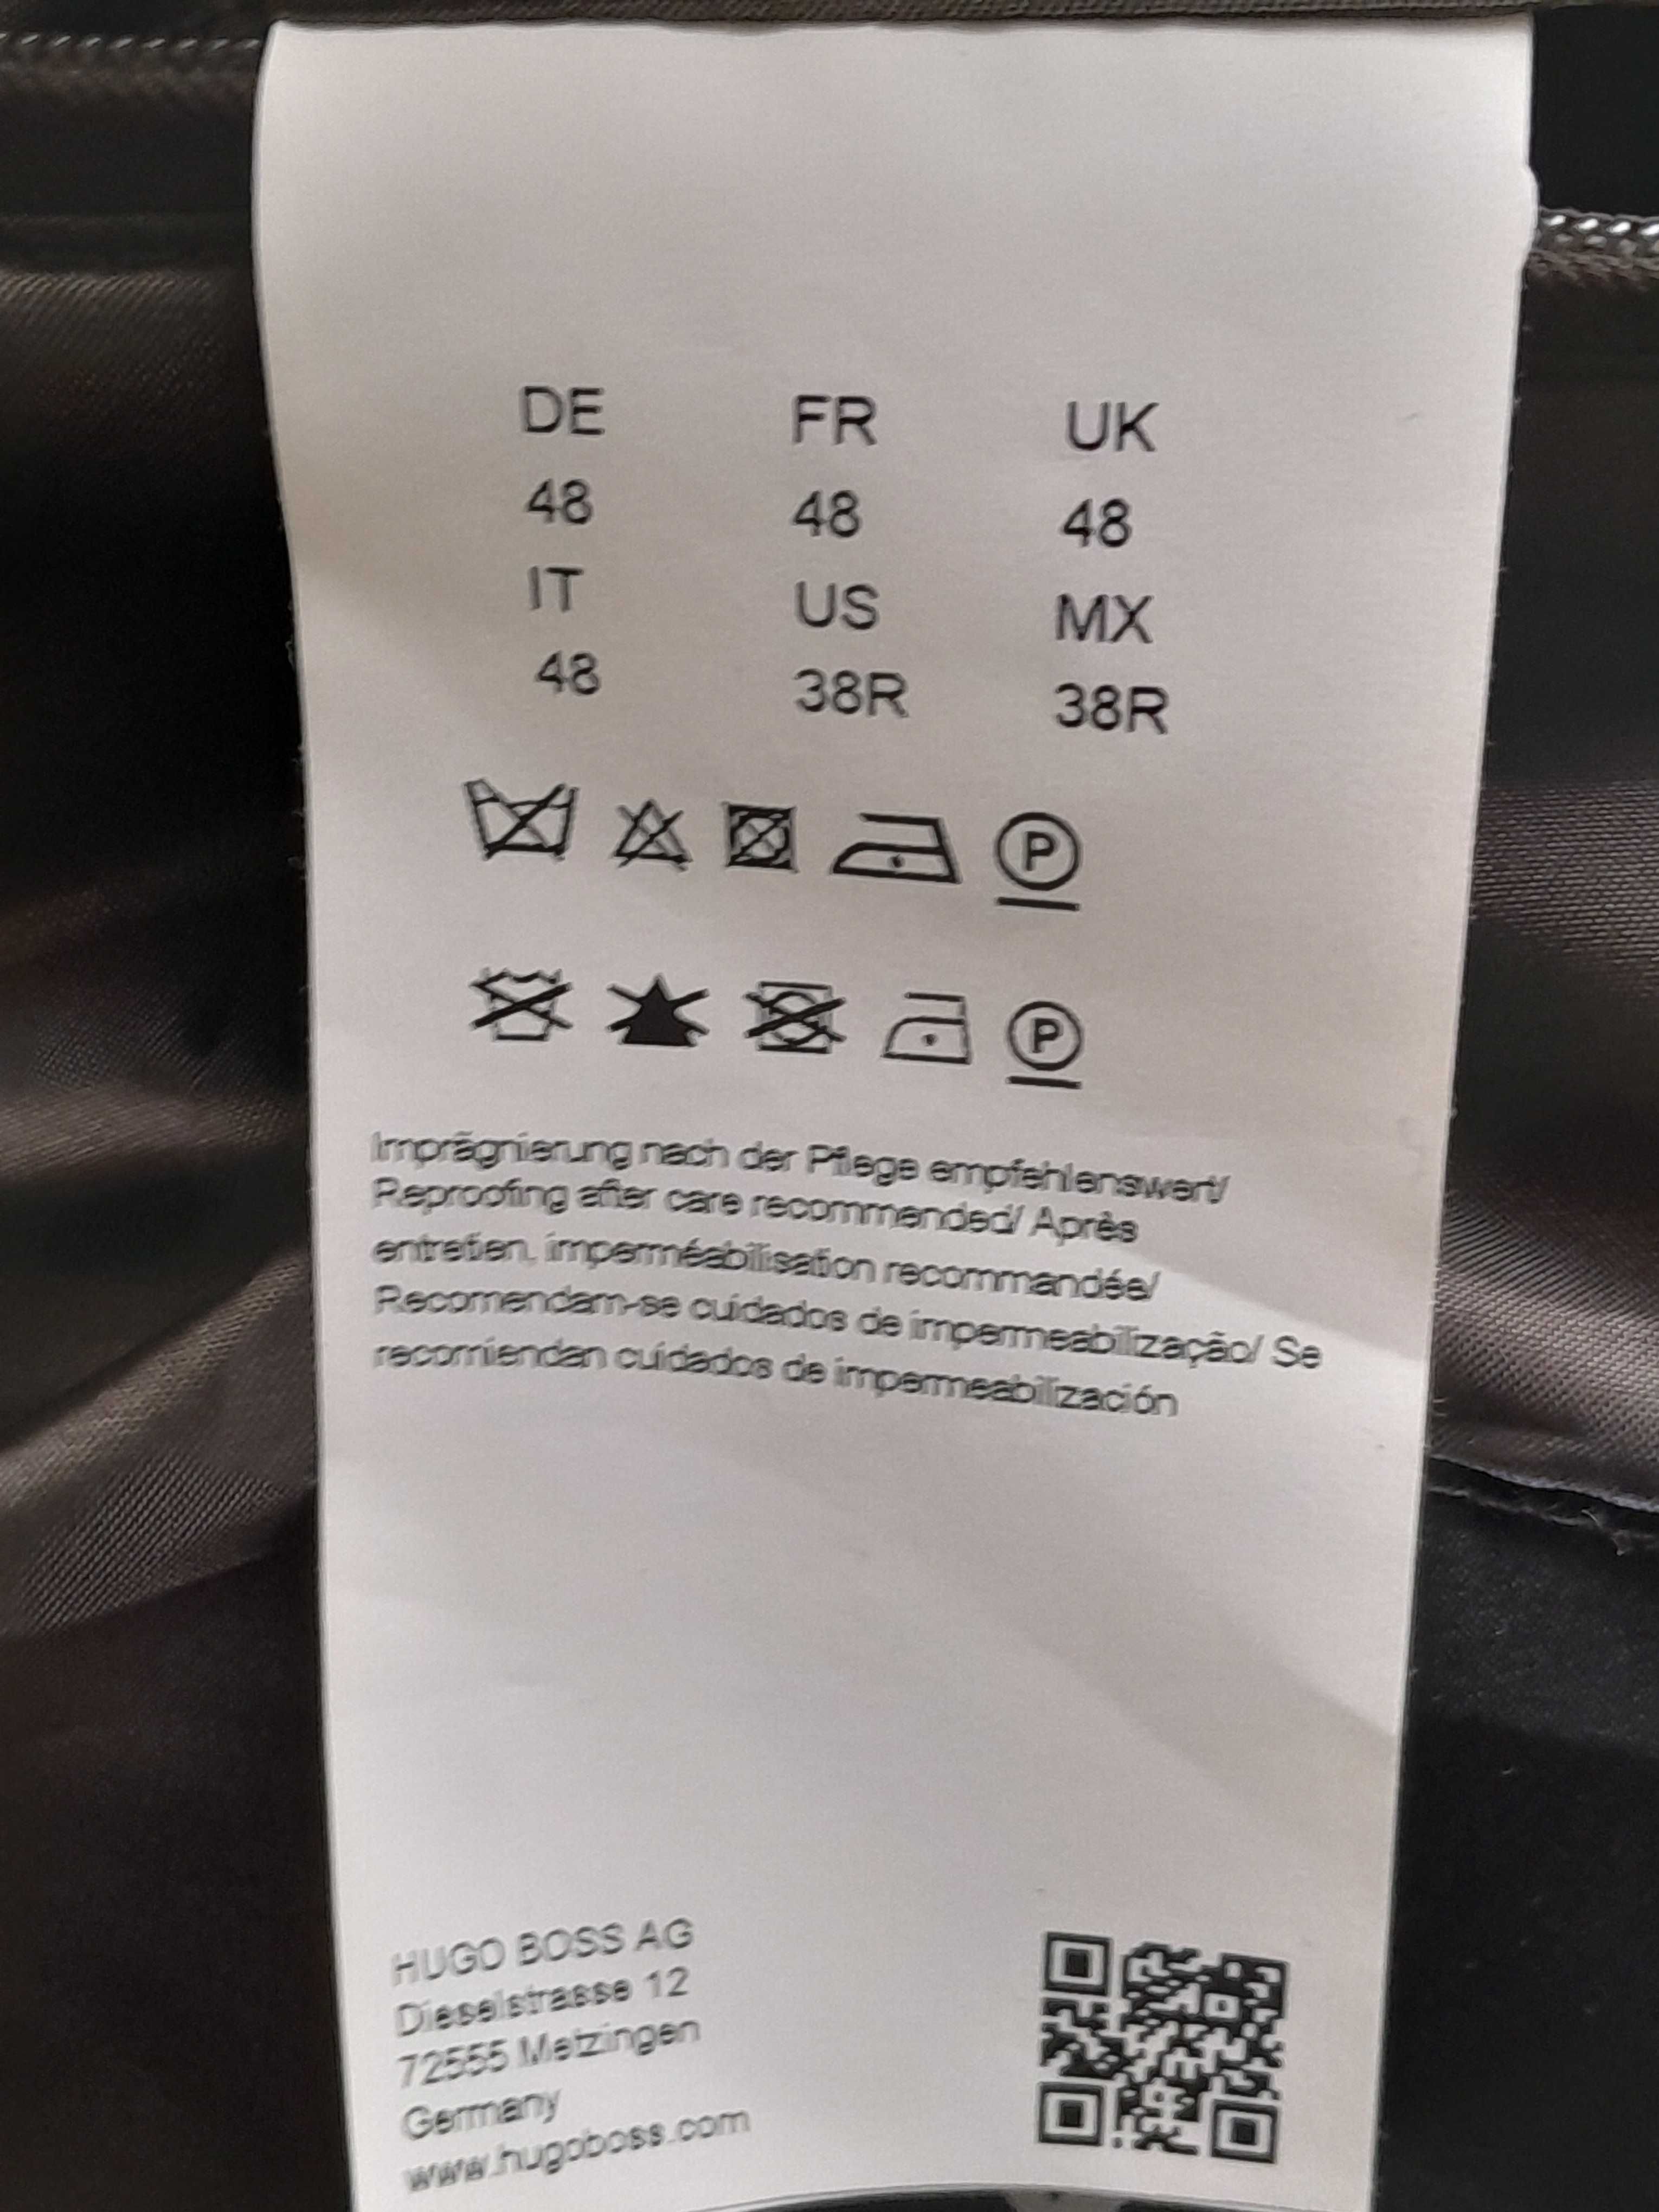 DE FR UK
48 48 48
IT US MX
48 38R 38R
P
P
Imprägnierung nach der Pflege empfehlenswert/
Reproofing after care recommended/ Après
entretien, imperméabilisation recommandée/
Recomendam-se cuidados de impermeabilização/ Se
recomiendan cuidados de impermeabilización
HUGO BOSS AG
Dieselstrasse 12
72555 Metzingen
Germany
www.hugoboss.com